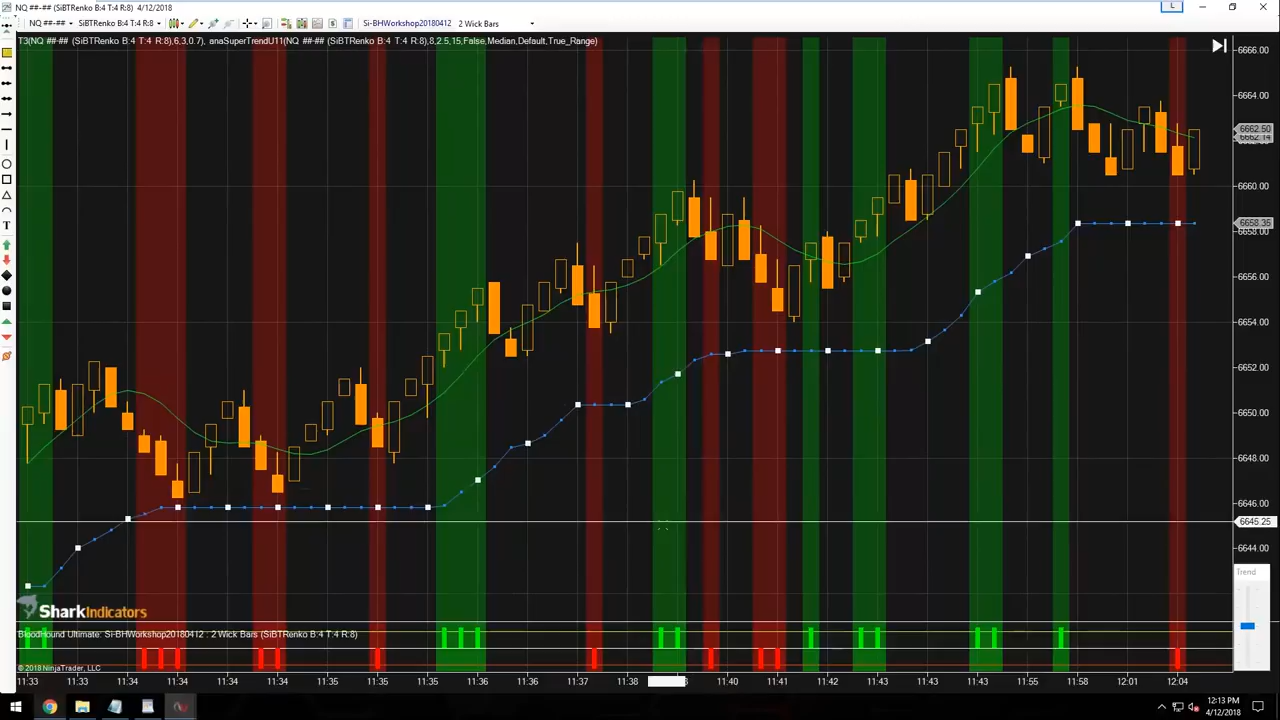 NQ ##-## (SiBTRenko B:4 T:4 R:8) 4/12/2018
L
NQ ##-## SiBTRenko B:4 T:4 R:8 Si-BHWorkshop20180412 2 Wick Bars
T3(NQ ##-## (SiBTRenko B:4 T:4 R:8),6,3,0.7), anaSuperTrendU11(NQ ##-## (SiBTRenko B:4 T:4 R:8),8,2.5,15,False,Median,Default,True_Range)
6666.00
6664.00
6662.50
6662.14
6660.00
6658.35
6658.00
6656.00
6654.00
6652.00
6650.00
6648.00
6646.00
6645.25
6644.00
T
Trend
SharkIndicators
BloodHound Ultimate: Si-BHWorkshop20180412 : 2 Wick Bars (SiBTRenko B:4 T:4 R:8)
© 2018 NinjaTrader, LLC
11:33 11:33 11:34 11:34 11:34 11:34 11:35 11:35 11:36 11:36 11:37 11:38 11:40 11:41 11:42 11:43 11:43 11:43 11:55 11:58 12:01 12:04
12:13 PM
4/12/2018